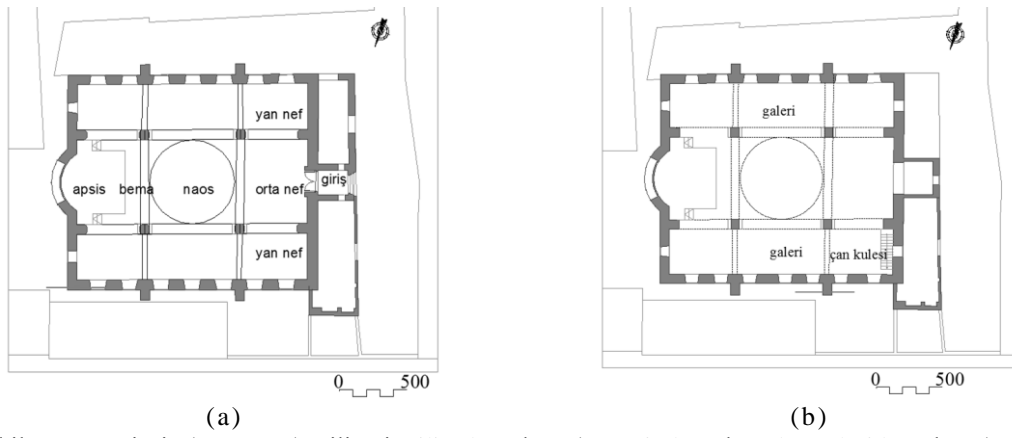 yan nef
galeri
apsis bema naos orta nef giriş
yan nef
galeri çan kulesi
0 500
0 500
(a) (b)